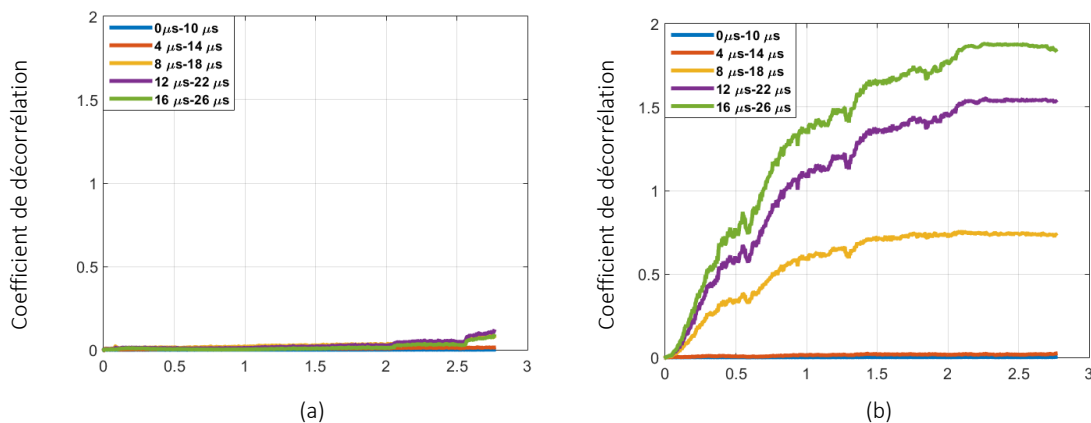 2
1.5
1
0.5
0
0 0.5 1 1.5 2 2.5 3
Coefficient de décorrélation
0μs-10 μs
4 μs-14 μs
8 μs-18 μs
12 μs-22 μs
16 μs-26 μs
(a)
2
1.5
1
0.5
0
0 0.5 1 1.5 2 2.5 3
Coefficient de décorrélation
0μs-10 μs
4 μs-14 μs
8 μs-18 μs
12 μs-22 μs
16 μs-26 μs
(b)